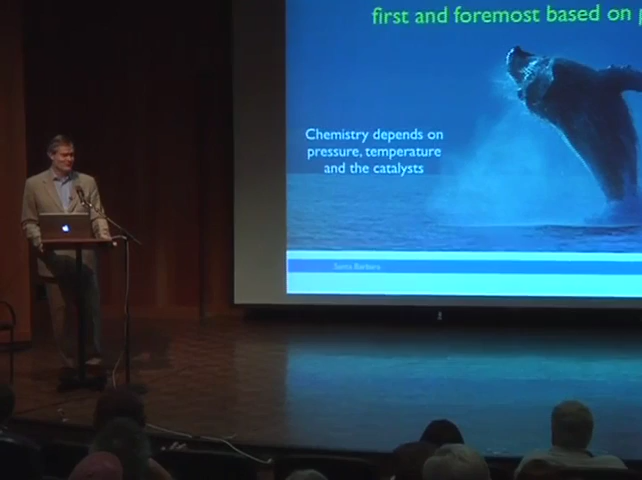 first and foremost based on
Chemistry depends on
pressure, temperature
and the catalysts
Santa Barbara